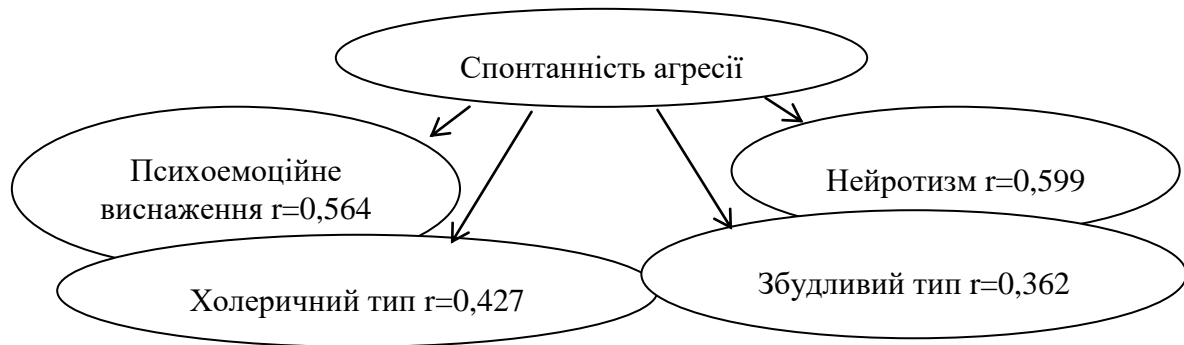 Спонтанність агресії
Психоемоційне
виснаження r=0,564
Нейротизм r=0,599
Холеричний тип r=0,427
Збудливий тип r=0,362